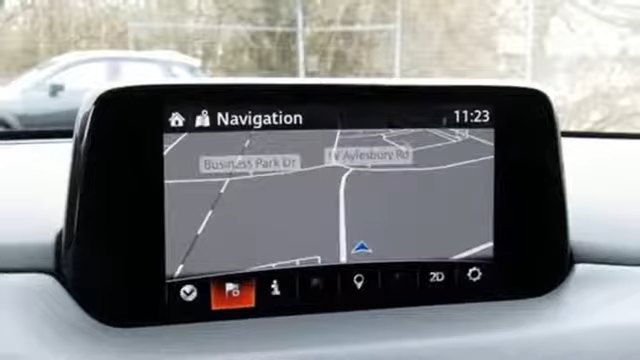 Navigation
11:23
Business Park Dr
W Aylesbury Rd
2D